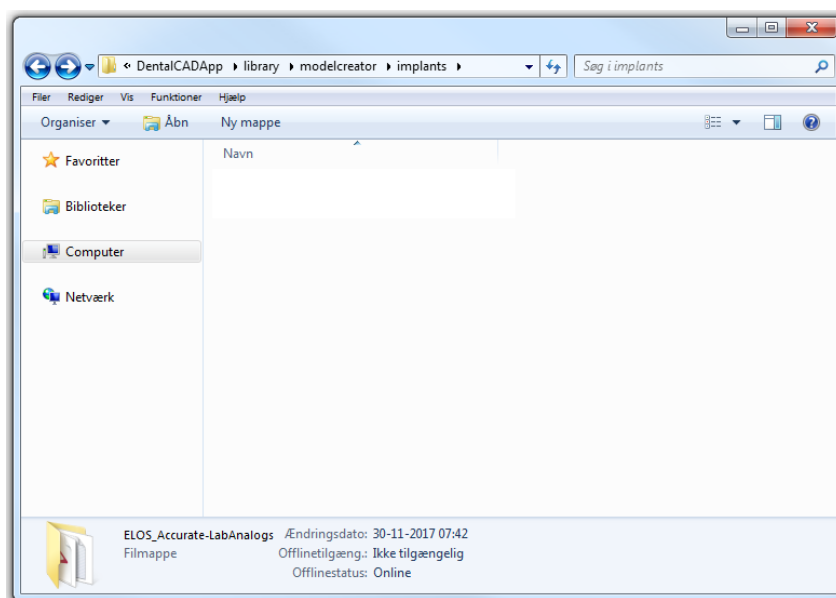 « DentalCADApp ▸ library ▸ modelcreator ▸ implants ▸ Søg i implants
Filer Rediger Vis Funktioner Hjælp
Organiser Åbn Ny mappe
Navn
Favoritter
Biblioteker
Computer
Netværk
ELOS_Accurate-LabAnalogs Ændringsdato: 30-11-2017 07:42
Filmappe Offlinetilgæng.: Ikke tilgængelig
Offlinestatus: Online